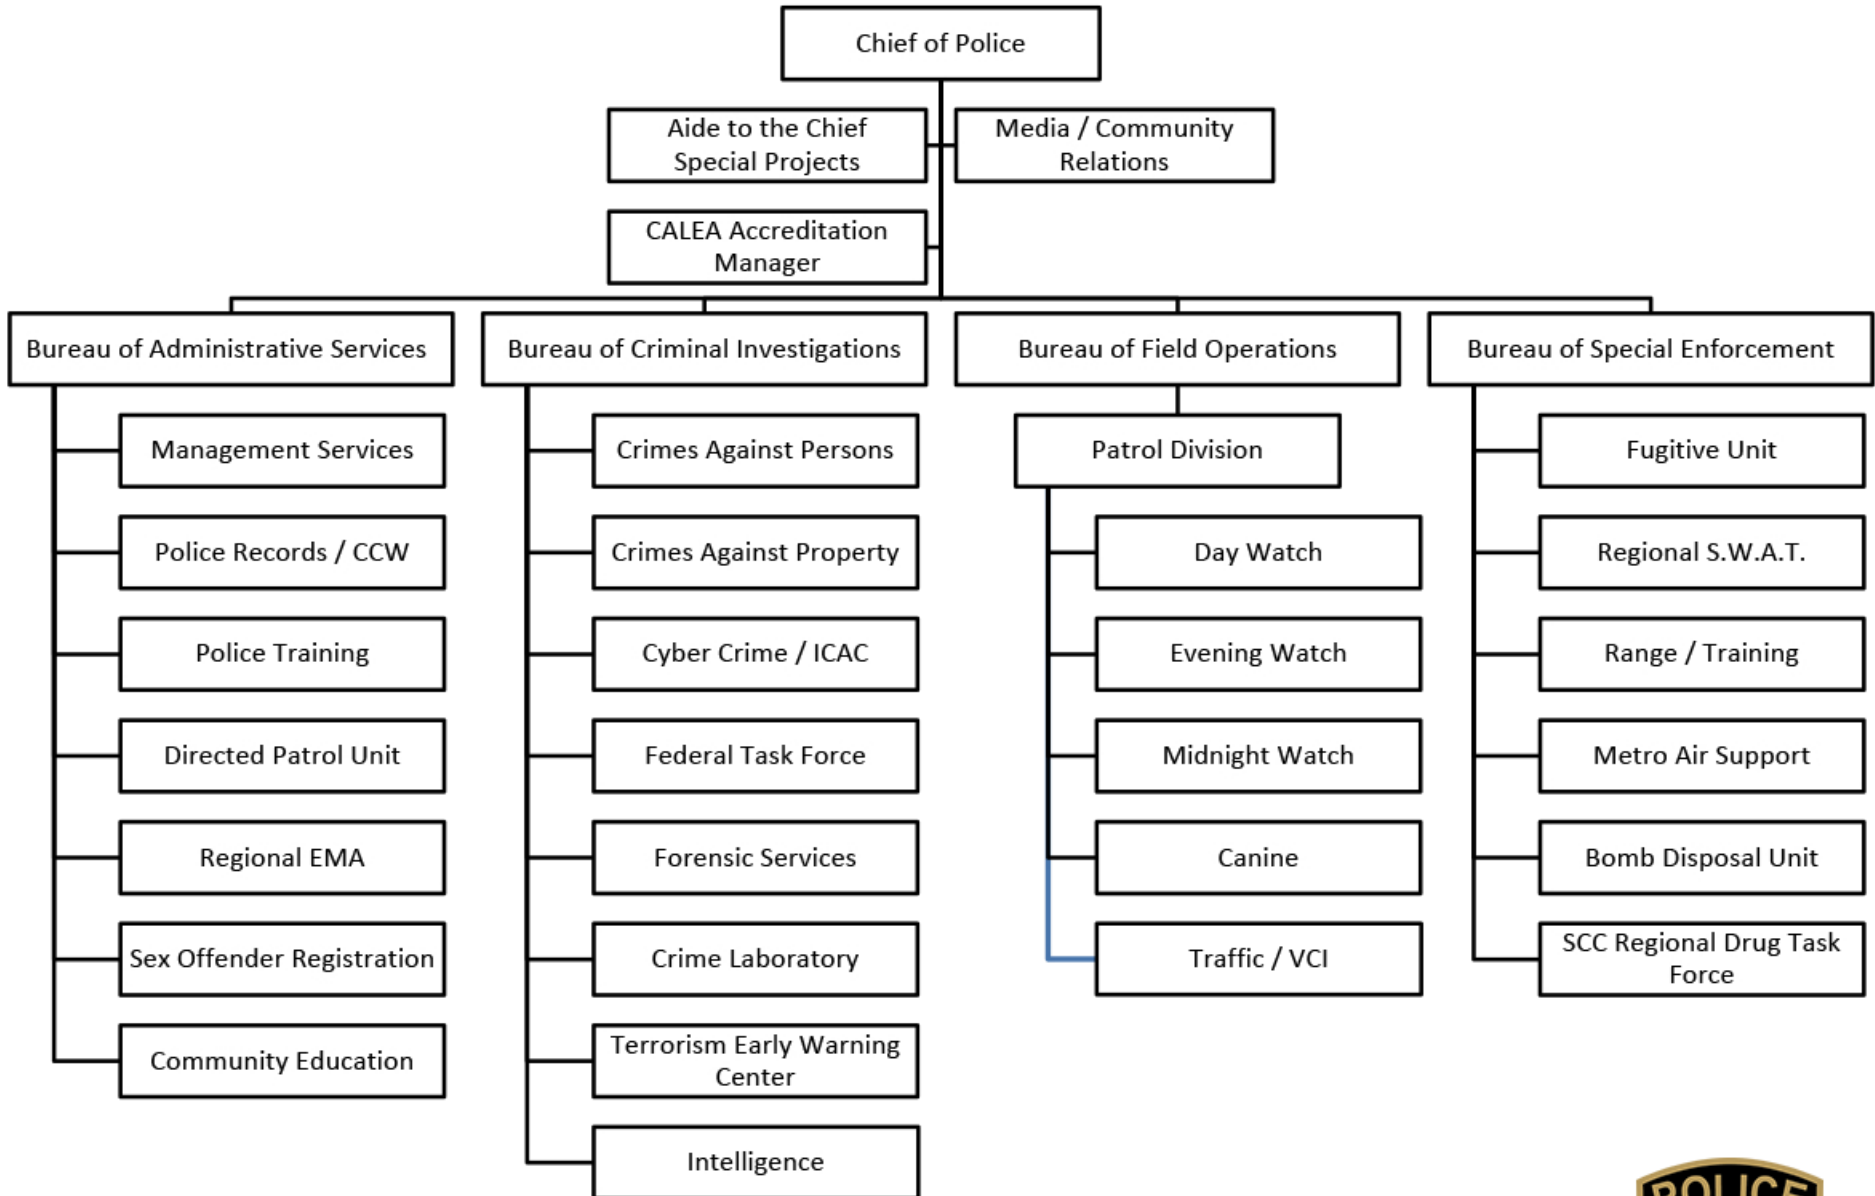 Chief of Police
Aide to the Chief
Special Projects
Media / Community
Relations
CALEA Accreditation
Manager
Bureau of Administrative Services
Management Services
Police Records / CCW
Police Training
Directed Patrol Unit
Regional EMA
Sex Offender Registration
Community Education
Bureau of Criminal Investigations
Crimes Against Persons
Crimes Against Property
Cyber Crime / ICAC
Federal Task Force
Forensic Services
Crime Laboratory
Terrorism Early Warning
Center
Intelligence
Bureau of Field Operations
Patrol Division
Day Watch
Evening Watch
Midnight Watch
Canine
Traffic / VCI
Bureau of Special Enforcement
Fugitive Unit
Regional S.W.A.T.
Range / Training
Metro Air Support
Bomb Disposal Unit
SCC Regional Drug Task
Force
POLICE